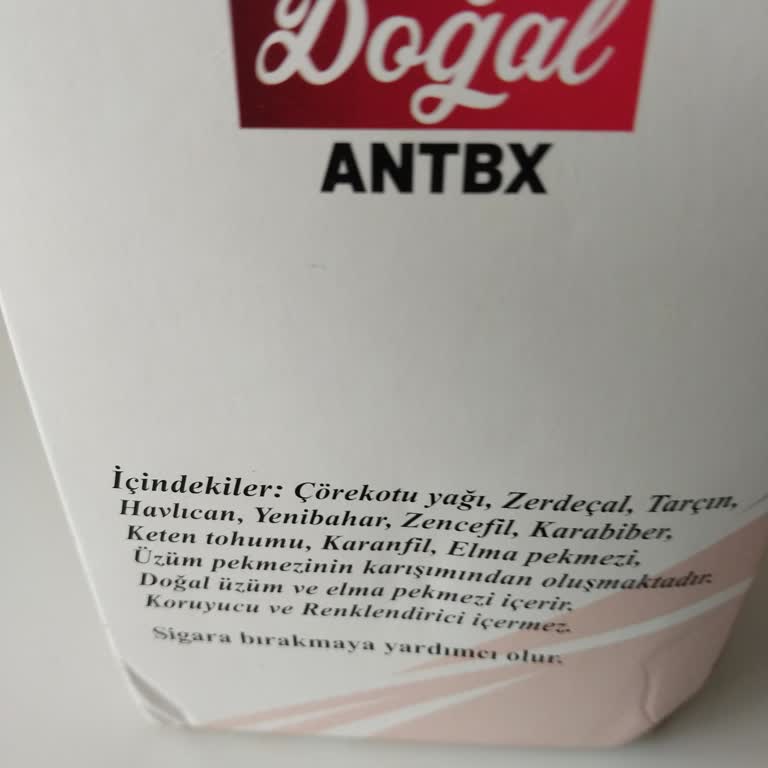 Doğal
ANTBX
İçindekiler: Çörekotu yağı, Zerdeçal, Tarçın,
Havlıcan, Yenibahar, Zencefil, Karabiber,
Keten tohumu, Karanfil, Elma pekmezi,
Üzüm pekmezinin karışımından oluşmaktadır.
Doğal üzüm ve elma pekmezi içerir.
Koruyucu ve Renklendirici içermez.
Sigara bırakmaya yardımcı olur.